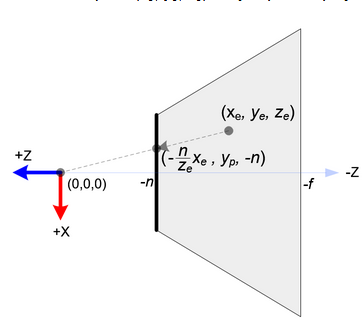 (xe, ye, ze)
+Z
(-n/ze xe , yp, -n)
-Z
(0,0,0)
-n
-f
+X